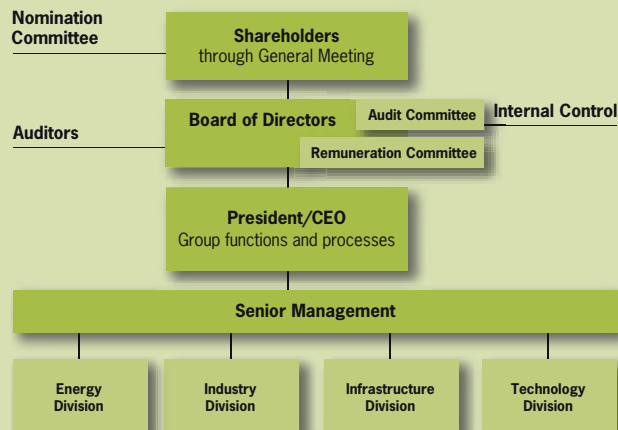 Nomination
Committee
Shareholders
through General Meeting
Board of Directors
Audit Committee
Internal Control
Auditors
Remuneration Committee
President/CEO
Group functions and processes
Senior Management
Energy
Division
Industry
Division
Infrastructure
Division
Technology
Division